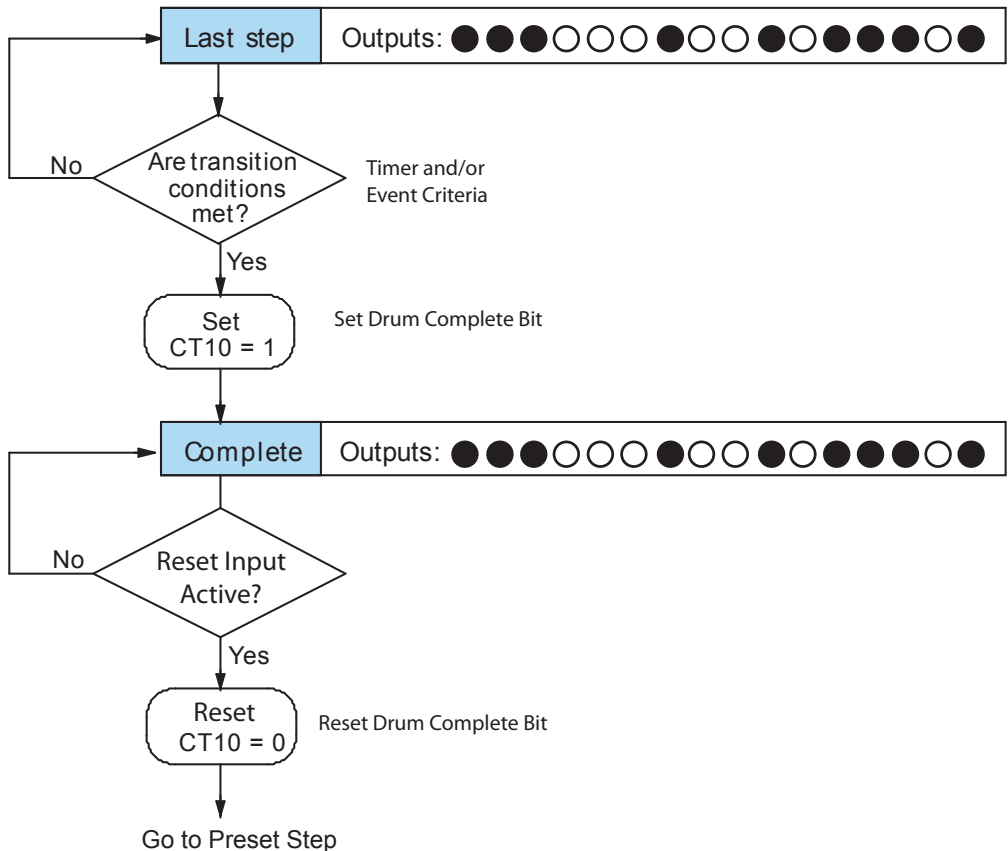 Last step Outputs:
Are transition
conditions
met?
No
Timer and/or
Event Criteria
Yes
Set
CT10 = 1
Set Drum Complete Bit
Complete Outputs:
No
Reset Input
Active?
Yes
Reset
CT10 = 0
Reset Drum Complete Bit
Go to Preset Step